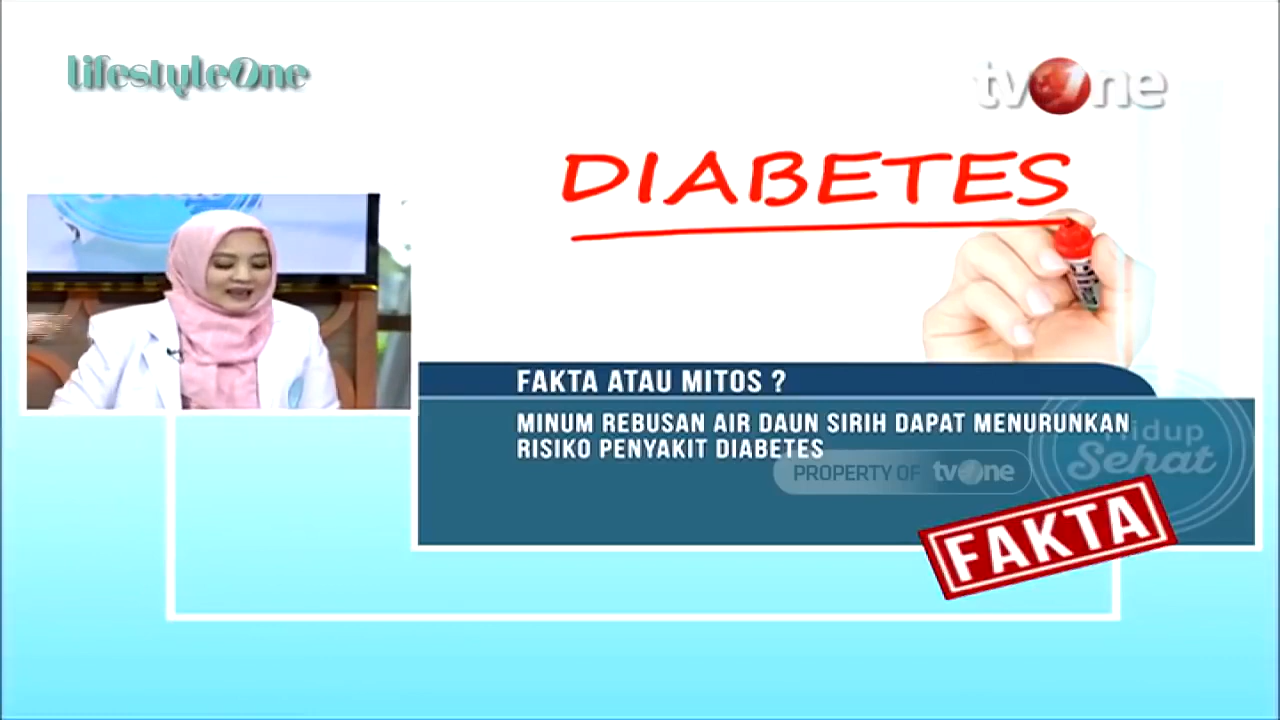 lifestyleOne
tvOne
DIABETES
FAKTA ATAU MITOS ?
MINUM REBUSAN AIR DAUN SIRIH DAPAT MENURUNKAN
RISIKO PENYAKIT DIABETES
Hidup
Sehat
PROPERTY OF tvOne
FAKTA